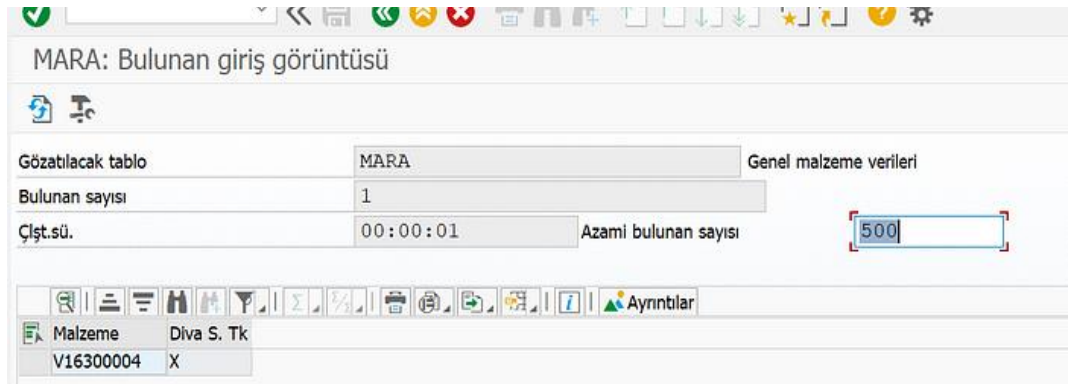 MARA: Bulunan giriş görüntüsü
Gözatılacak tablo MARA Genel malzeme verileri
Bulunan sayısı 1
Çlşt.sü. 00:00:01 Azami bulunan sayısı 500
Ayrıntılar
Malzeme Diva S. Tk
V16300004 X